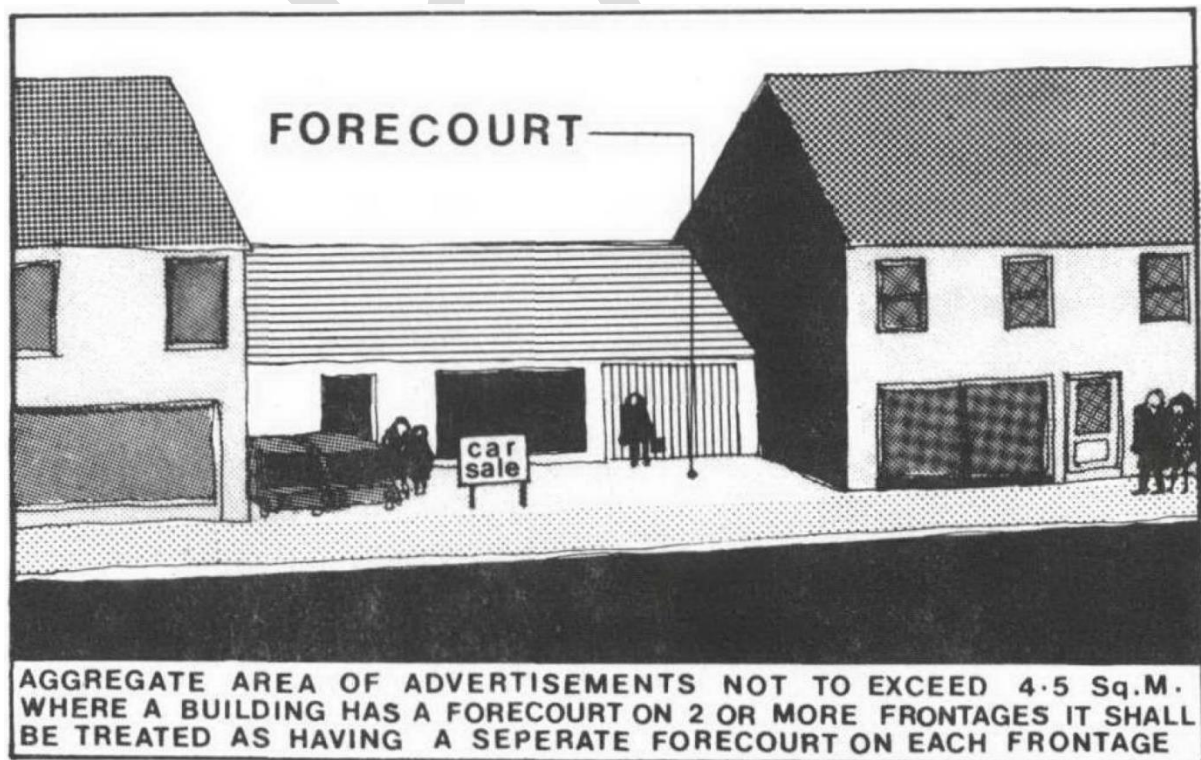 FORECOURT
car
sale
AGGREGATE AREA OF ADVERTISEMENTS NOT TO EXCEED 4·5 Sq.M.
WHERE A BUILDING HAS A FORECOURT ON 2 OR MORE FRONTAGES IT SHALL
BE TREATED AS HAVING A SEPERATE FORECOURT ON EACH FRONTAGE